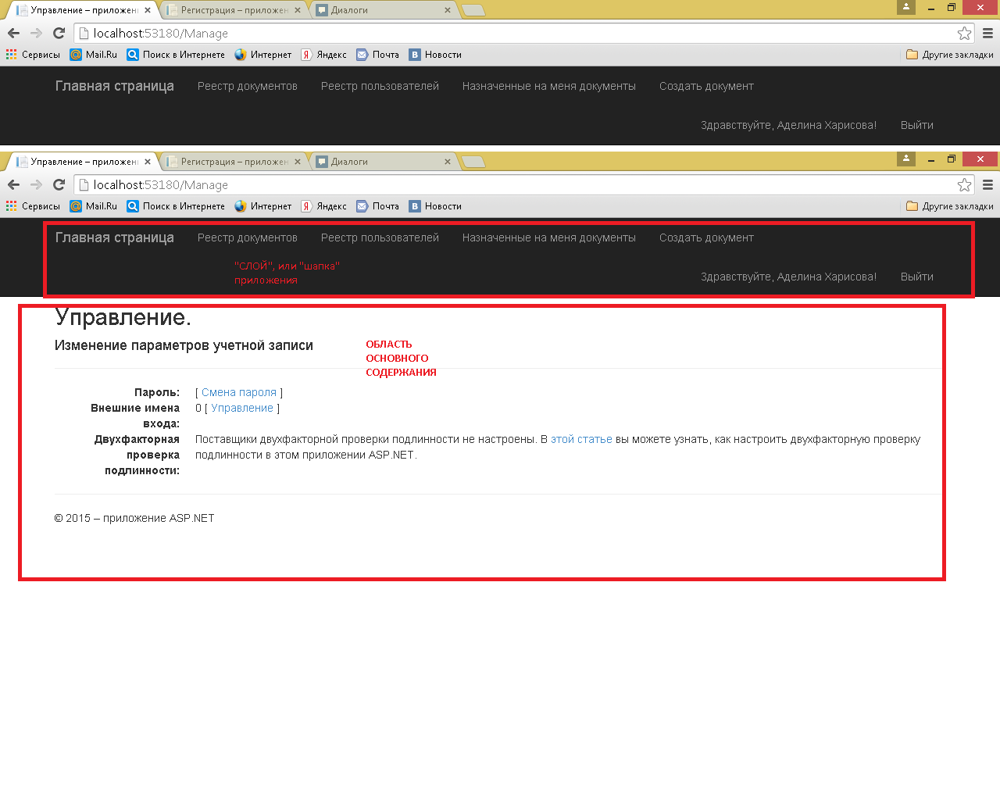 Управление – приложен Регистрация – приложен Диалоги
localhost:53180/Manage
Сервисы Mail.Ru Поиск в Интернете Интернет Яндекс Почта Новости Другие закладки
Главная страница Реестр документов Реестр пользователей Назначенные на меня документы Создать документ
Здравствуйте, Аделина Харисова! Выйти
Управление – приложен Регистрация – приложен Диалоги
localhost:53180/Manage
Сервисы Mail.Ru Поиск в Интернете Интернет Яндекс Почта Новости Другие закладки
Главная страница Реестр документов Реестр пользователей Назначенные на меня документы Создать документ
"СЛОЙ", или "шапка"
приложения
Здравствуйте, Аделина Харисова! Выйти
Управление.
Изменение параметров учетной записи
ОБЛАСТЬ
ОСНОВНОГО
СОДЕРЖАНИЯ
Пароль: [ Смена пароля ]
Внешние имена 0 [ Управление ]
входа:
Двухфакторная Поставщики двухфакторной проверки подлинности не настроены. В этой статье вы можете узнать, как настроить двухфакторную проверку
проверка подлинности в этом приложении ASP.NET.
подлинности:
© 2015 – приложение ASP.NET